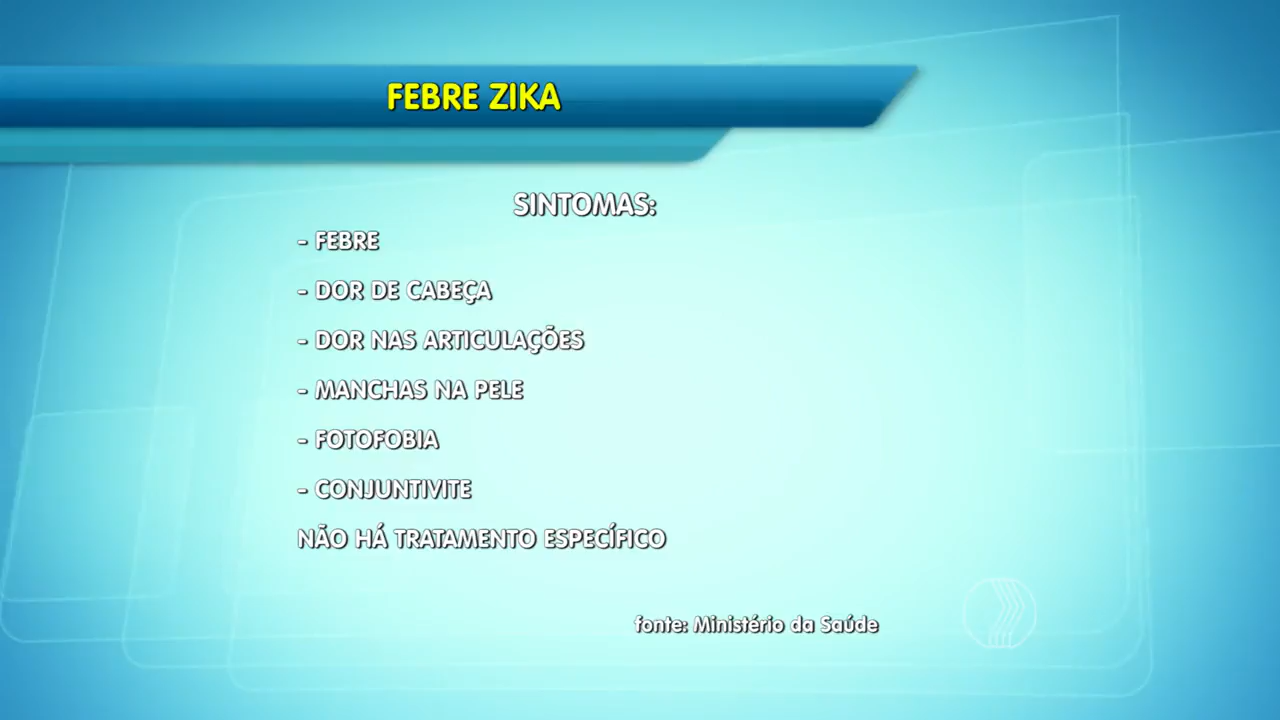 FEBRE ZIKA
SINTOMAS:
- FEBRE
- DOR DE CABEÇA
- DOR NAS ARTICULAÇÕES
- MANCHAS NA PELE
- FOTOFOBIA
- CONJUNTIVITE
NÃO HÁ TRATAMENTO ESPECÍFICO
fonte: Ministério da Saúde